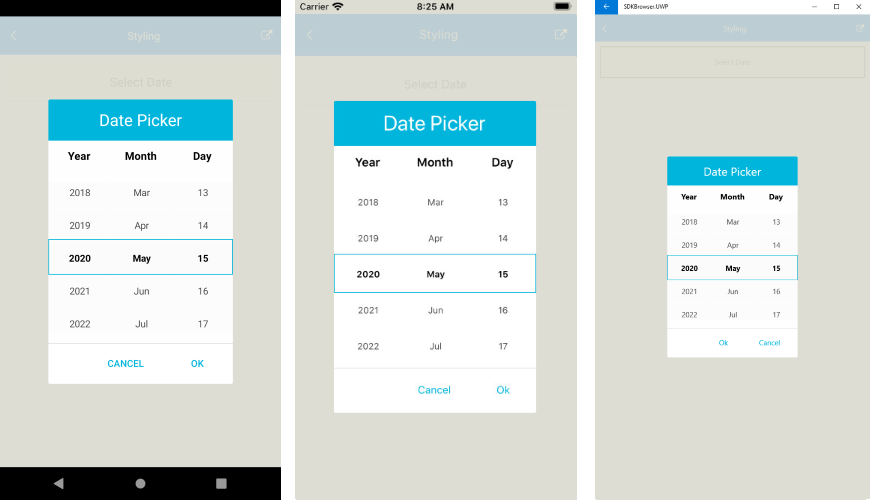 Styling
Select Date
Date Picker
Year Month Day
2018 Mar 13
2019 Apr 14
2020 May 15
2021 Jun 16
2022 Jul 17
CANCEL OK
Carrier 8:25 AM
Styling
Select Date
Date Picker
Year Month Day
2018 Mar 13
2019 Apr 14
2020 May 15
2021 Jun 16
2022 Jul 17
Cancel Ok
SDKBrowser.UWP
Styling
Select Date
Date Picker
Year Month Day
2018 Mar 13
2019 Apr 14
2020 May 15
2021 Jun 16
2022 Jul 17
Ok Cancel